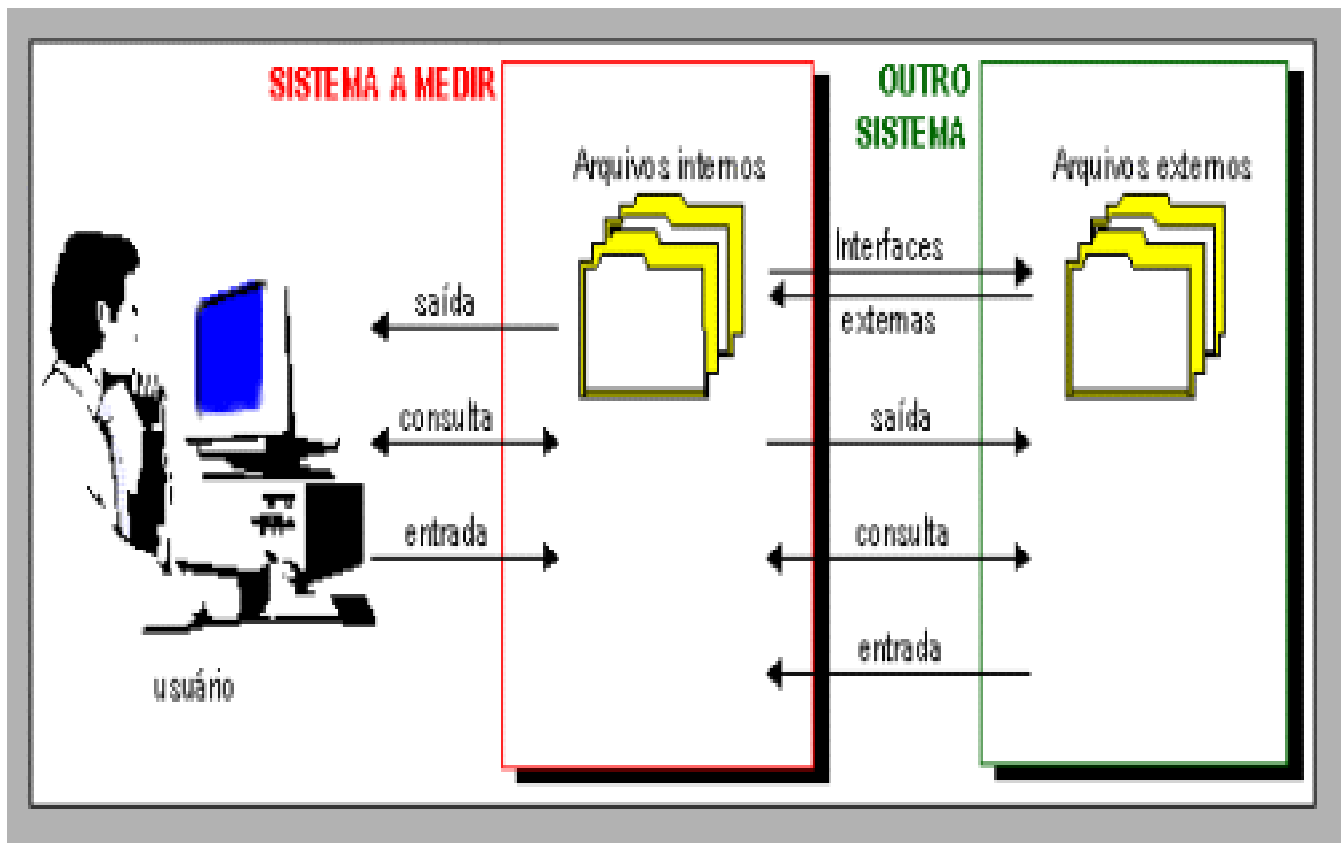 SISTEMA A MEDIR
OUTRO
SISTEMA
Arquivos internos
Arquivos externos
Interfaces
externas
saída
consulta
entrada
saída
consulta
entrada
usuário